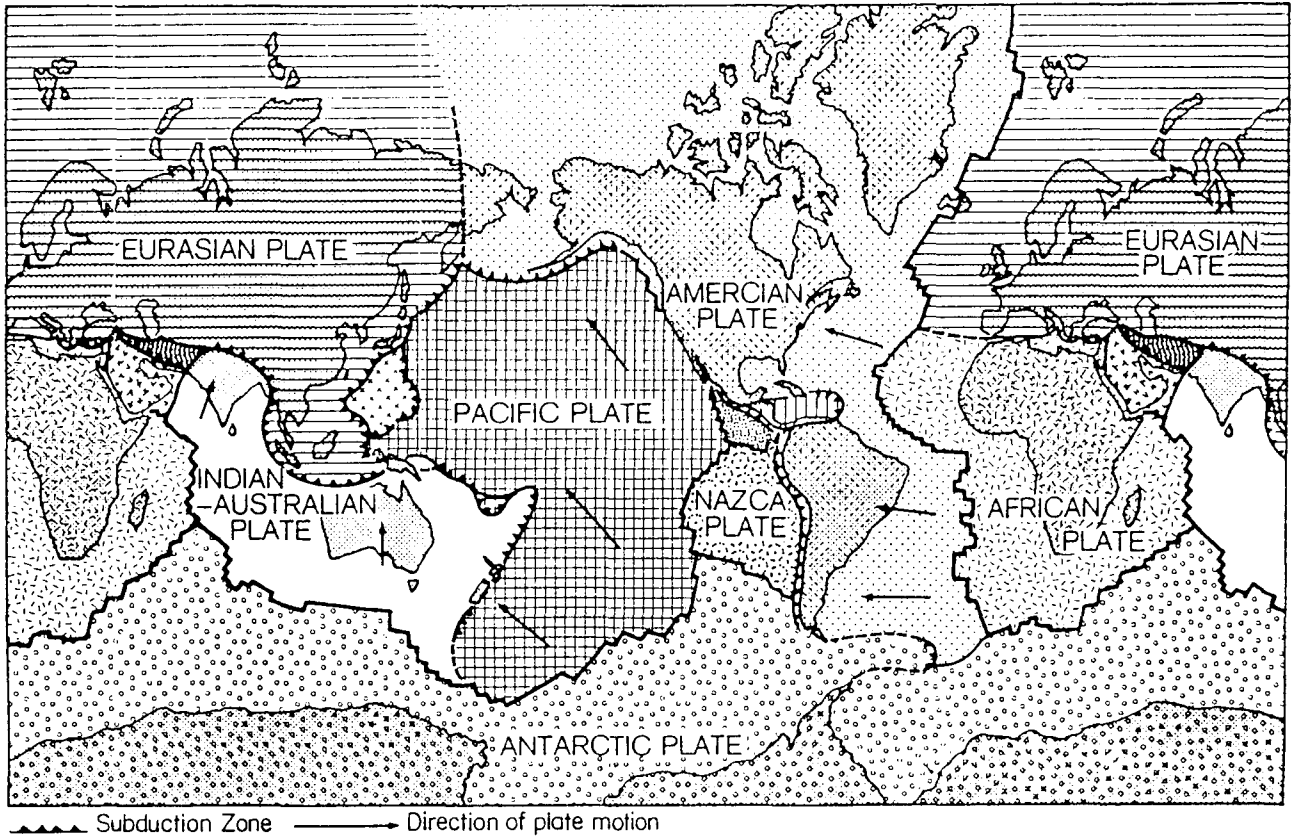 EURASIAN PLATE
EURASIAN
PLATE
AMERCIAN
PLATE
PACIFIC PLATE
INDIAN
-AUSTRALIAN
PLATE
NAZCA
PLATE
AFRICAN
PLATE
ANTARCTIC PLATE
Subduction Zone
Direction of plate motion